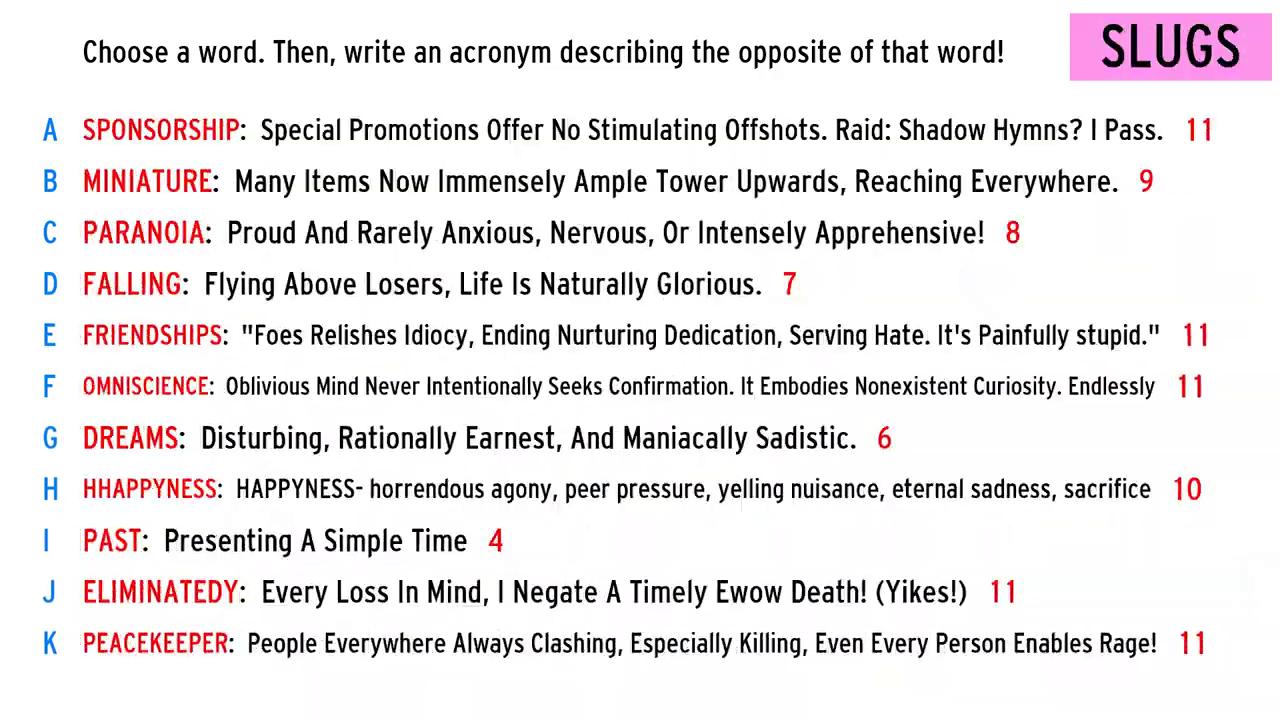 Choose a word. Then, write an acronym describing the opposite of that word!
SLUGS
A SPONSORSHIP: Special Promotions Offer No Stimulating Offshots. Raid: Shadow Hymns? I Pass. 11
B MINIATURE: Many Items Now Immensely Ample Tower Upwards, Reaching Everywhere. 9
C PARANOIA: Proud And Rarely Anxious, Nervous, Or Intensely Apprehensive! 8
D FALLING: Flying Above Losers, Life Is Naturally Glorious. 7
E FRIENDSHIPS: "Foes Relishes Idiocy, Ending Nurturing Dedication, Serving Hate. It's Painfully stupid." 11
F OMNISCIENCE: Oblivious Mind Never Intentionally Seeks Confirmation. It Embodies Nonexistent Curiosity. Endlessly 11
G DREAMS: Disturbing, Rationally Earnest, And Maniacally Sadistic. 6
H HHAPPYNESS: HAPPYNESS- horrendous agony, peer pressure, yelling nuisance, eternal sadness, sacrifice 10
I PAST: Presenting A Simple Time 4
J ELIMINATEDY: Every Loss In Mind, I Negate A Timely Ewow Death! (Yikes!) 11
K PEACEKEEPER: People Everywhere Always Clashing, Especially Killing, Even Every Person Enables Rage! 11